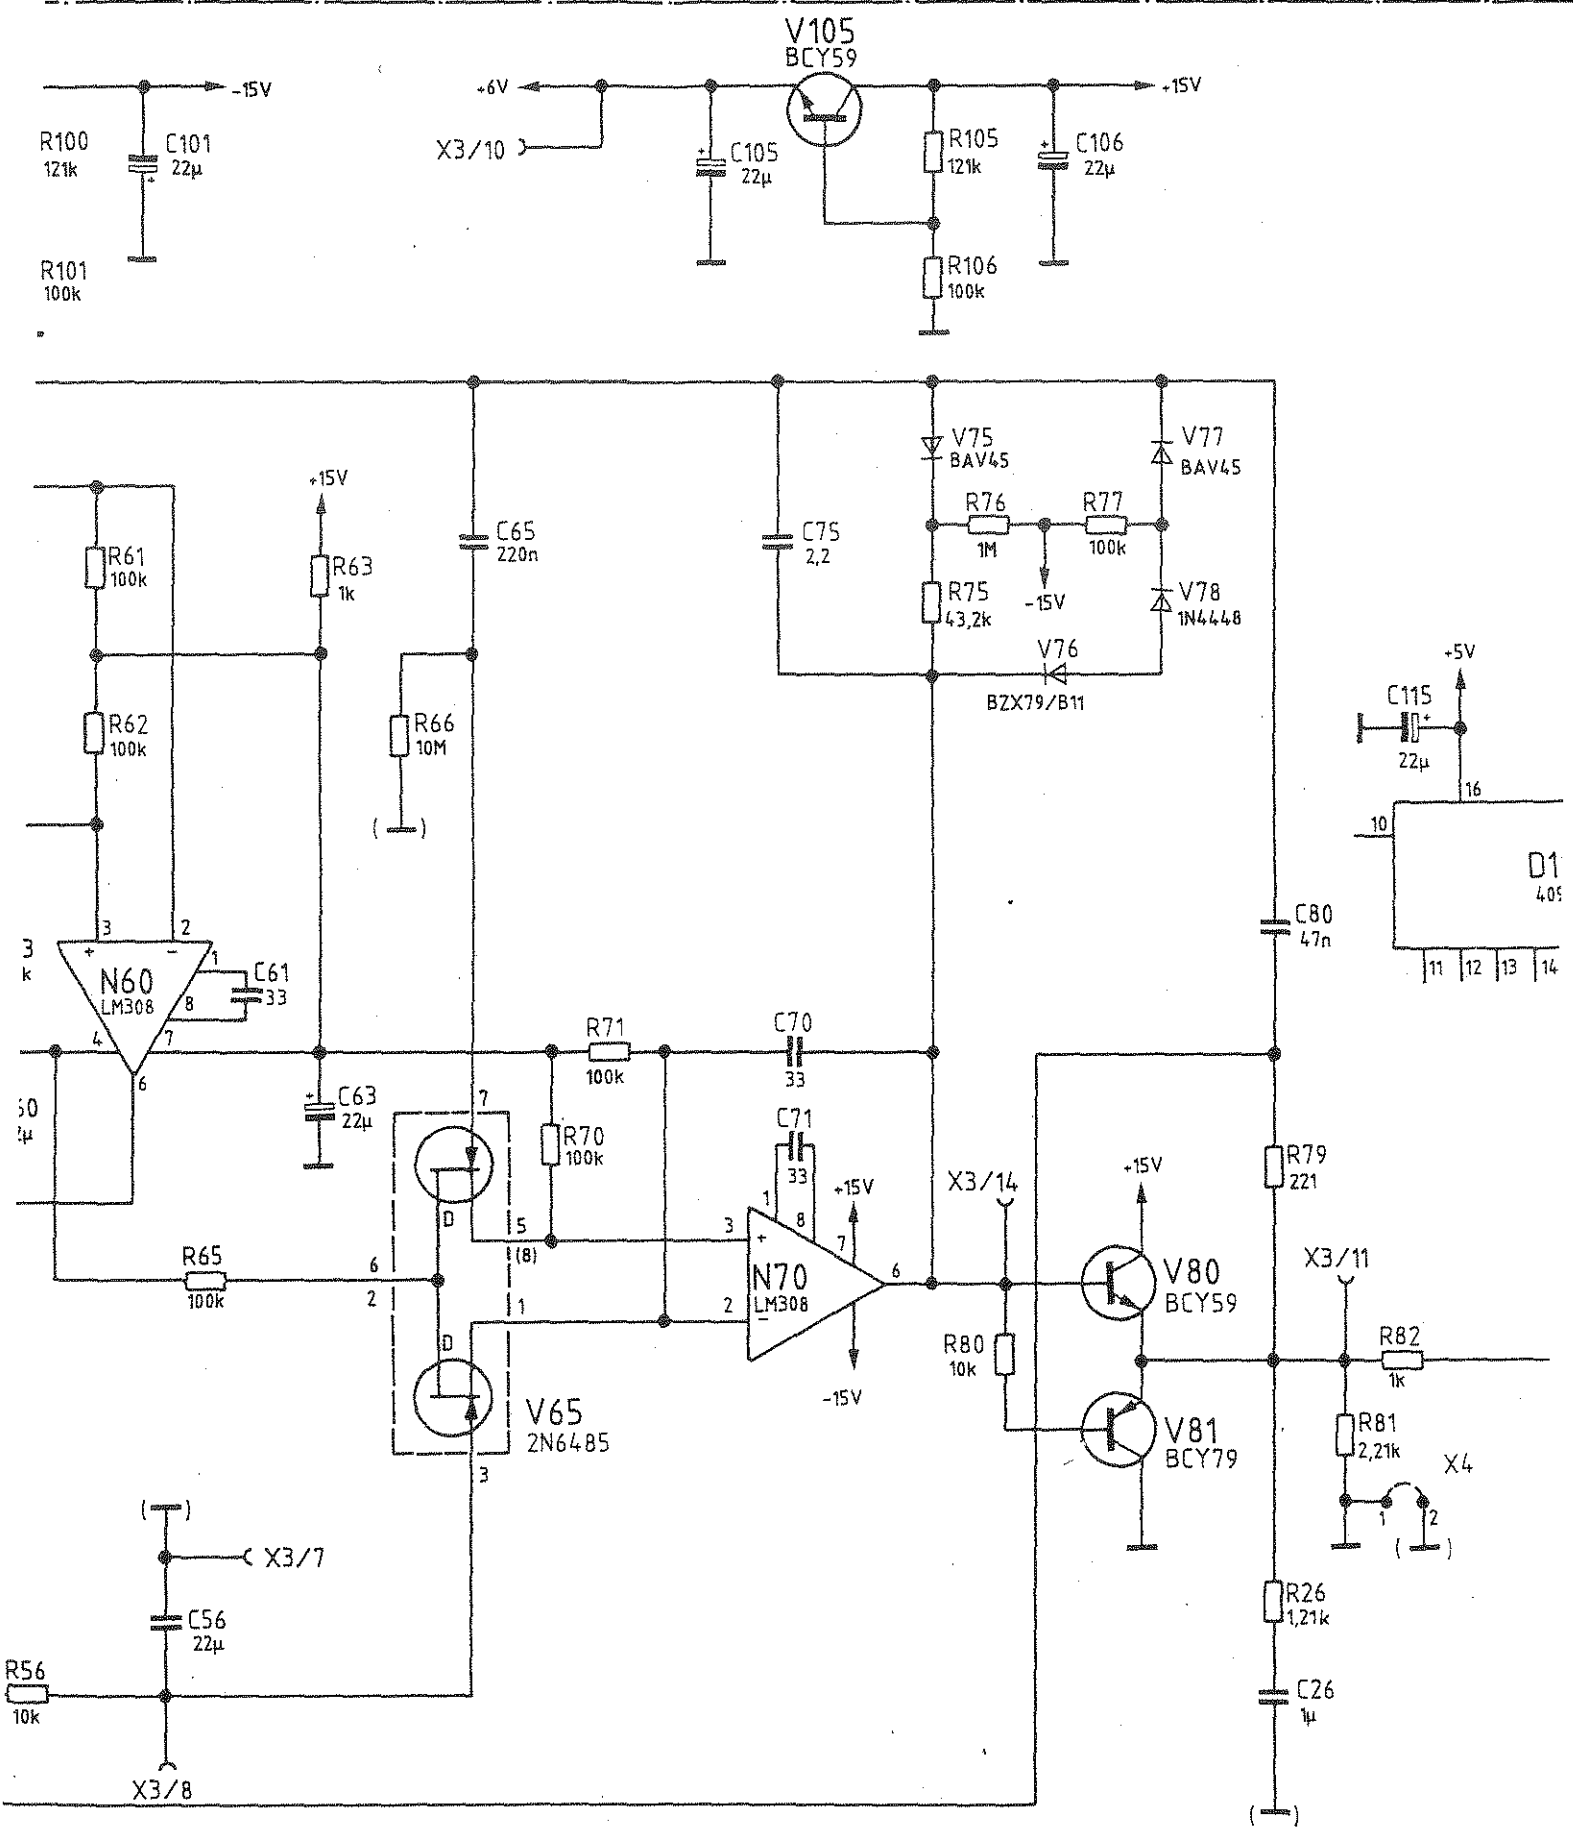 V105
BCY59
-15V
+6V
+15V
R100
121k
C101
22µ
+
X3/10
+
C105
22µ
R105
121k
+
C106
22µ
R101
100k
R106
100k
V75
BAV45
V77
BAV45
+15V
R61
100k
R63
1k
C65
220n
C75
2,2
R76
1M
R77
100k
R75
43,2k
-15V
V78
1N4448
V76
BZX79/B11
+5V
C115
+
22µ
R62
100k
R66
10M
( )
16
10
D1
3
2
+
-
3
k
N60
LM308
1
8
C61
33
4
7
6
C80
47n
11
12
13
14
R71
100k
C70
33
+
C63
22µ
7
R70
100k
C71
33
+15V
1
8
7
X3/14
+15V
R79
221
D
5
(8)
3
+
R65
100k
6
2
N70
LM308
6
1
2
-
V80
BCY59
X3/11
D
R80
10k
R82
1k
-15V
V65
2N6485
V81
BCY79
R81
2,21k
X4
3
1
2
( )
( )
X3/7
C56
22µ
R26
1,21k
R56
10k
C26
1µ
X3/8
( )